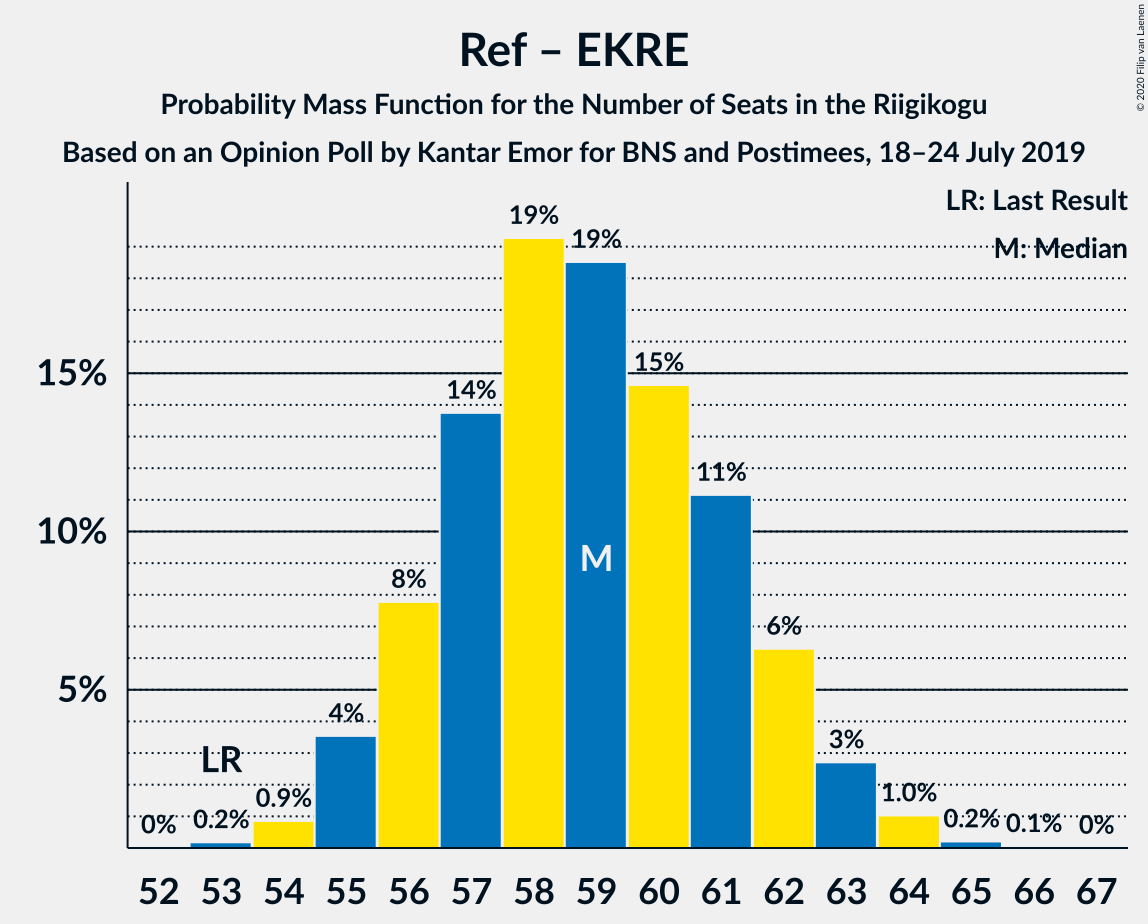 Ref – EKRE
Probability Mass Function for the Number of Seats in the Riigikogu
Based on an Opinion Poll by Kantar Emor for BNS and Postimees, 18–24 July 2019
© 2020 Filip van Laenen
LR: Last Result
M: Median
15%
10%
5%
0%
0.2%
0.9%
4%
8%
14%
19%
19%
15%
11%
6%
3%
1.0%
0.2%
0.1%
0%
LR
M
52 53 54 55 56 57 58 59 60 61 62 63 64 65 66 67